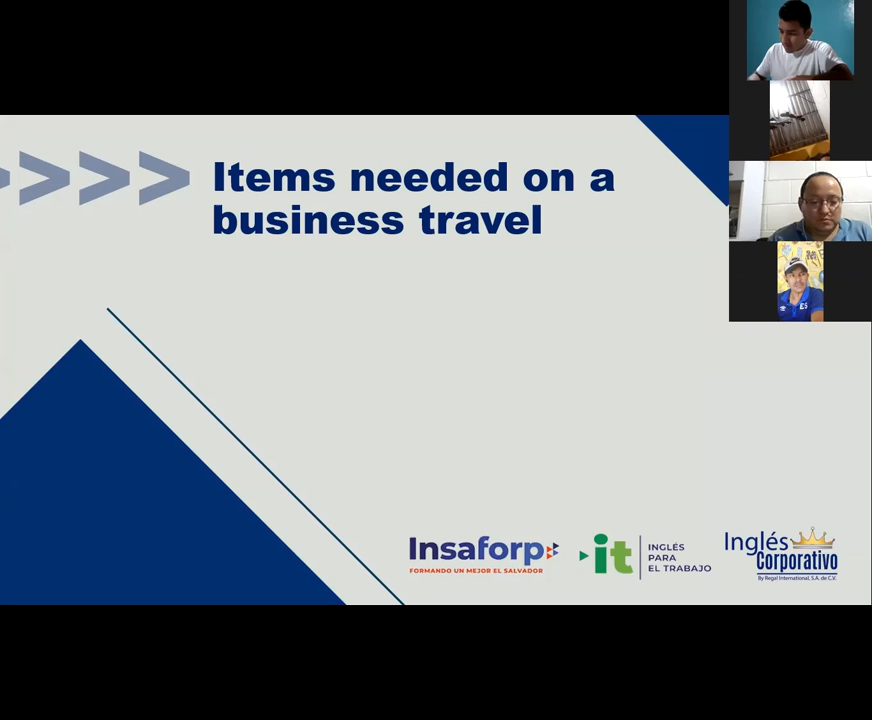 >>>>
Items needed on a
business travel
Insaforp
FORMANDO UN MEJOR EL SALVADOR
it
INGLÉS
PARA
EL TRABAJO
Inglés
Corporativo
By Regal International, S.A. de C.V.
ES